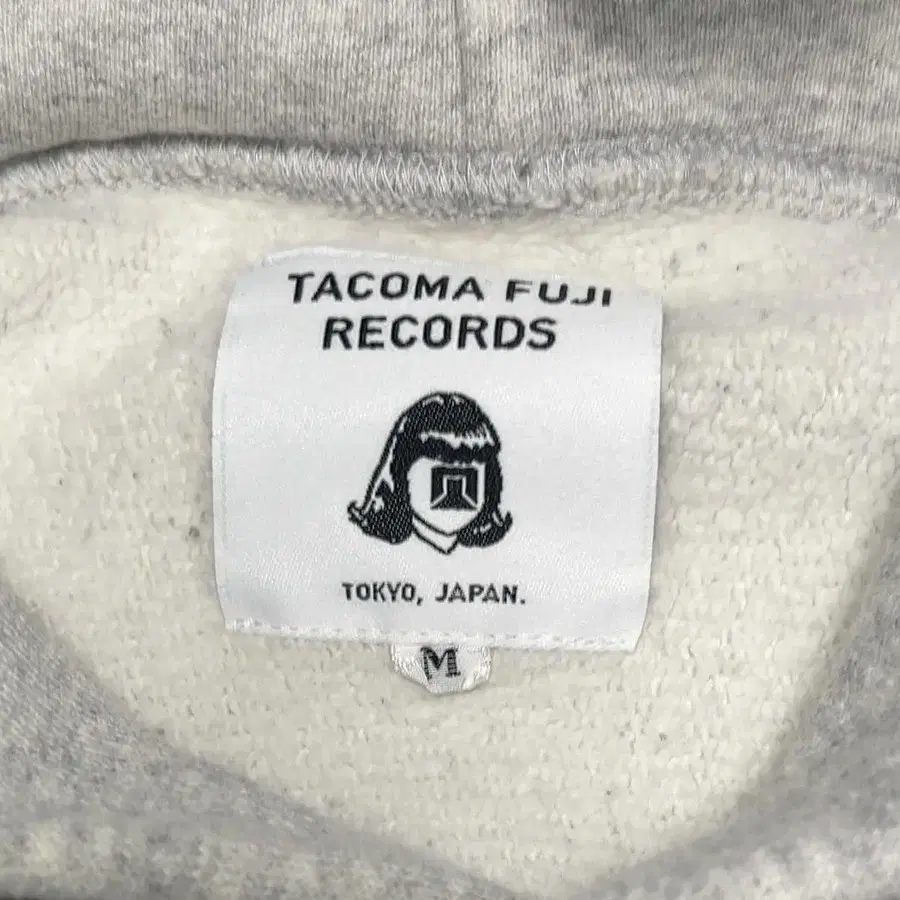 TACOMA FUJI
RECORDS
TOKYO, JAPAN.
M